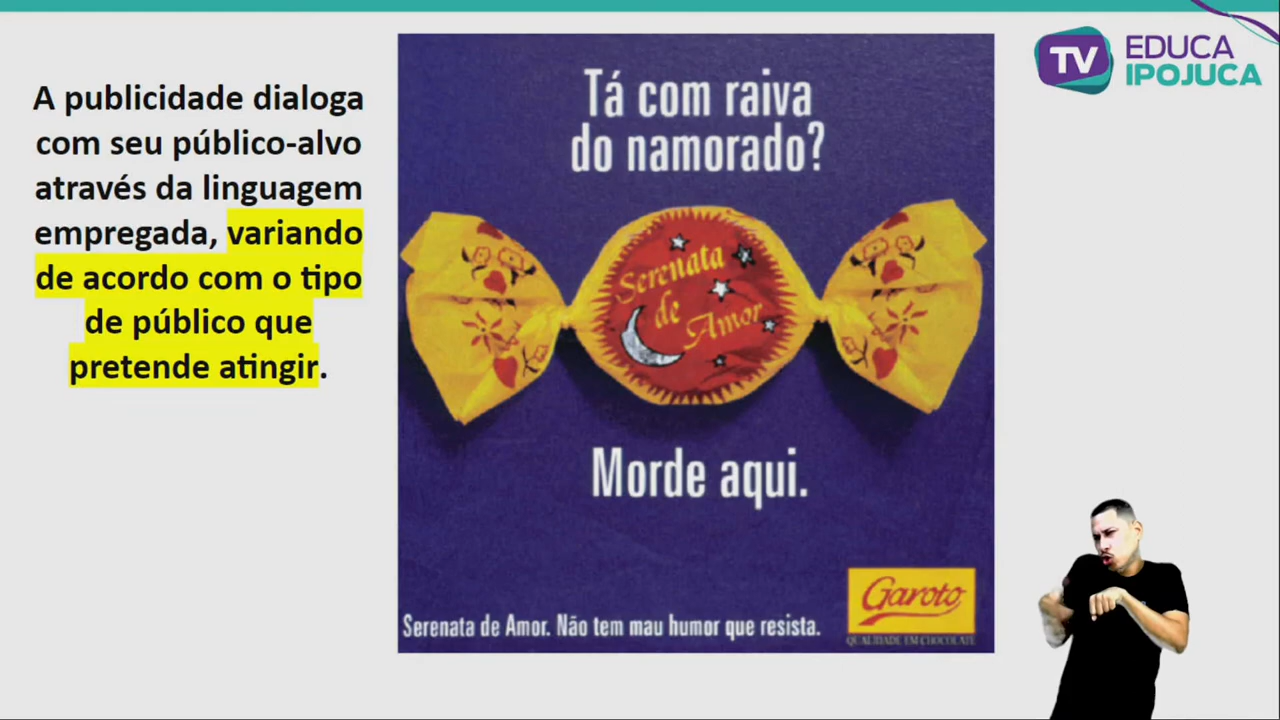 A publicidade dialoga
com seu público-alvo
através da linguagem
empregada, variando
de acordo com o tipo
de público que
pretende atingir.
Tá com raiva
do namorado?
Serenata
de
Amor
Morde aqui.
Serenata de Amor. Não tem mau humor que resista.
Garoto
QUALIDADE EM CHOCOLATE
TV EDUCA
IPOJUCA